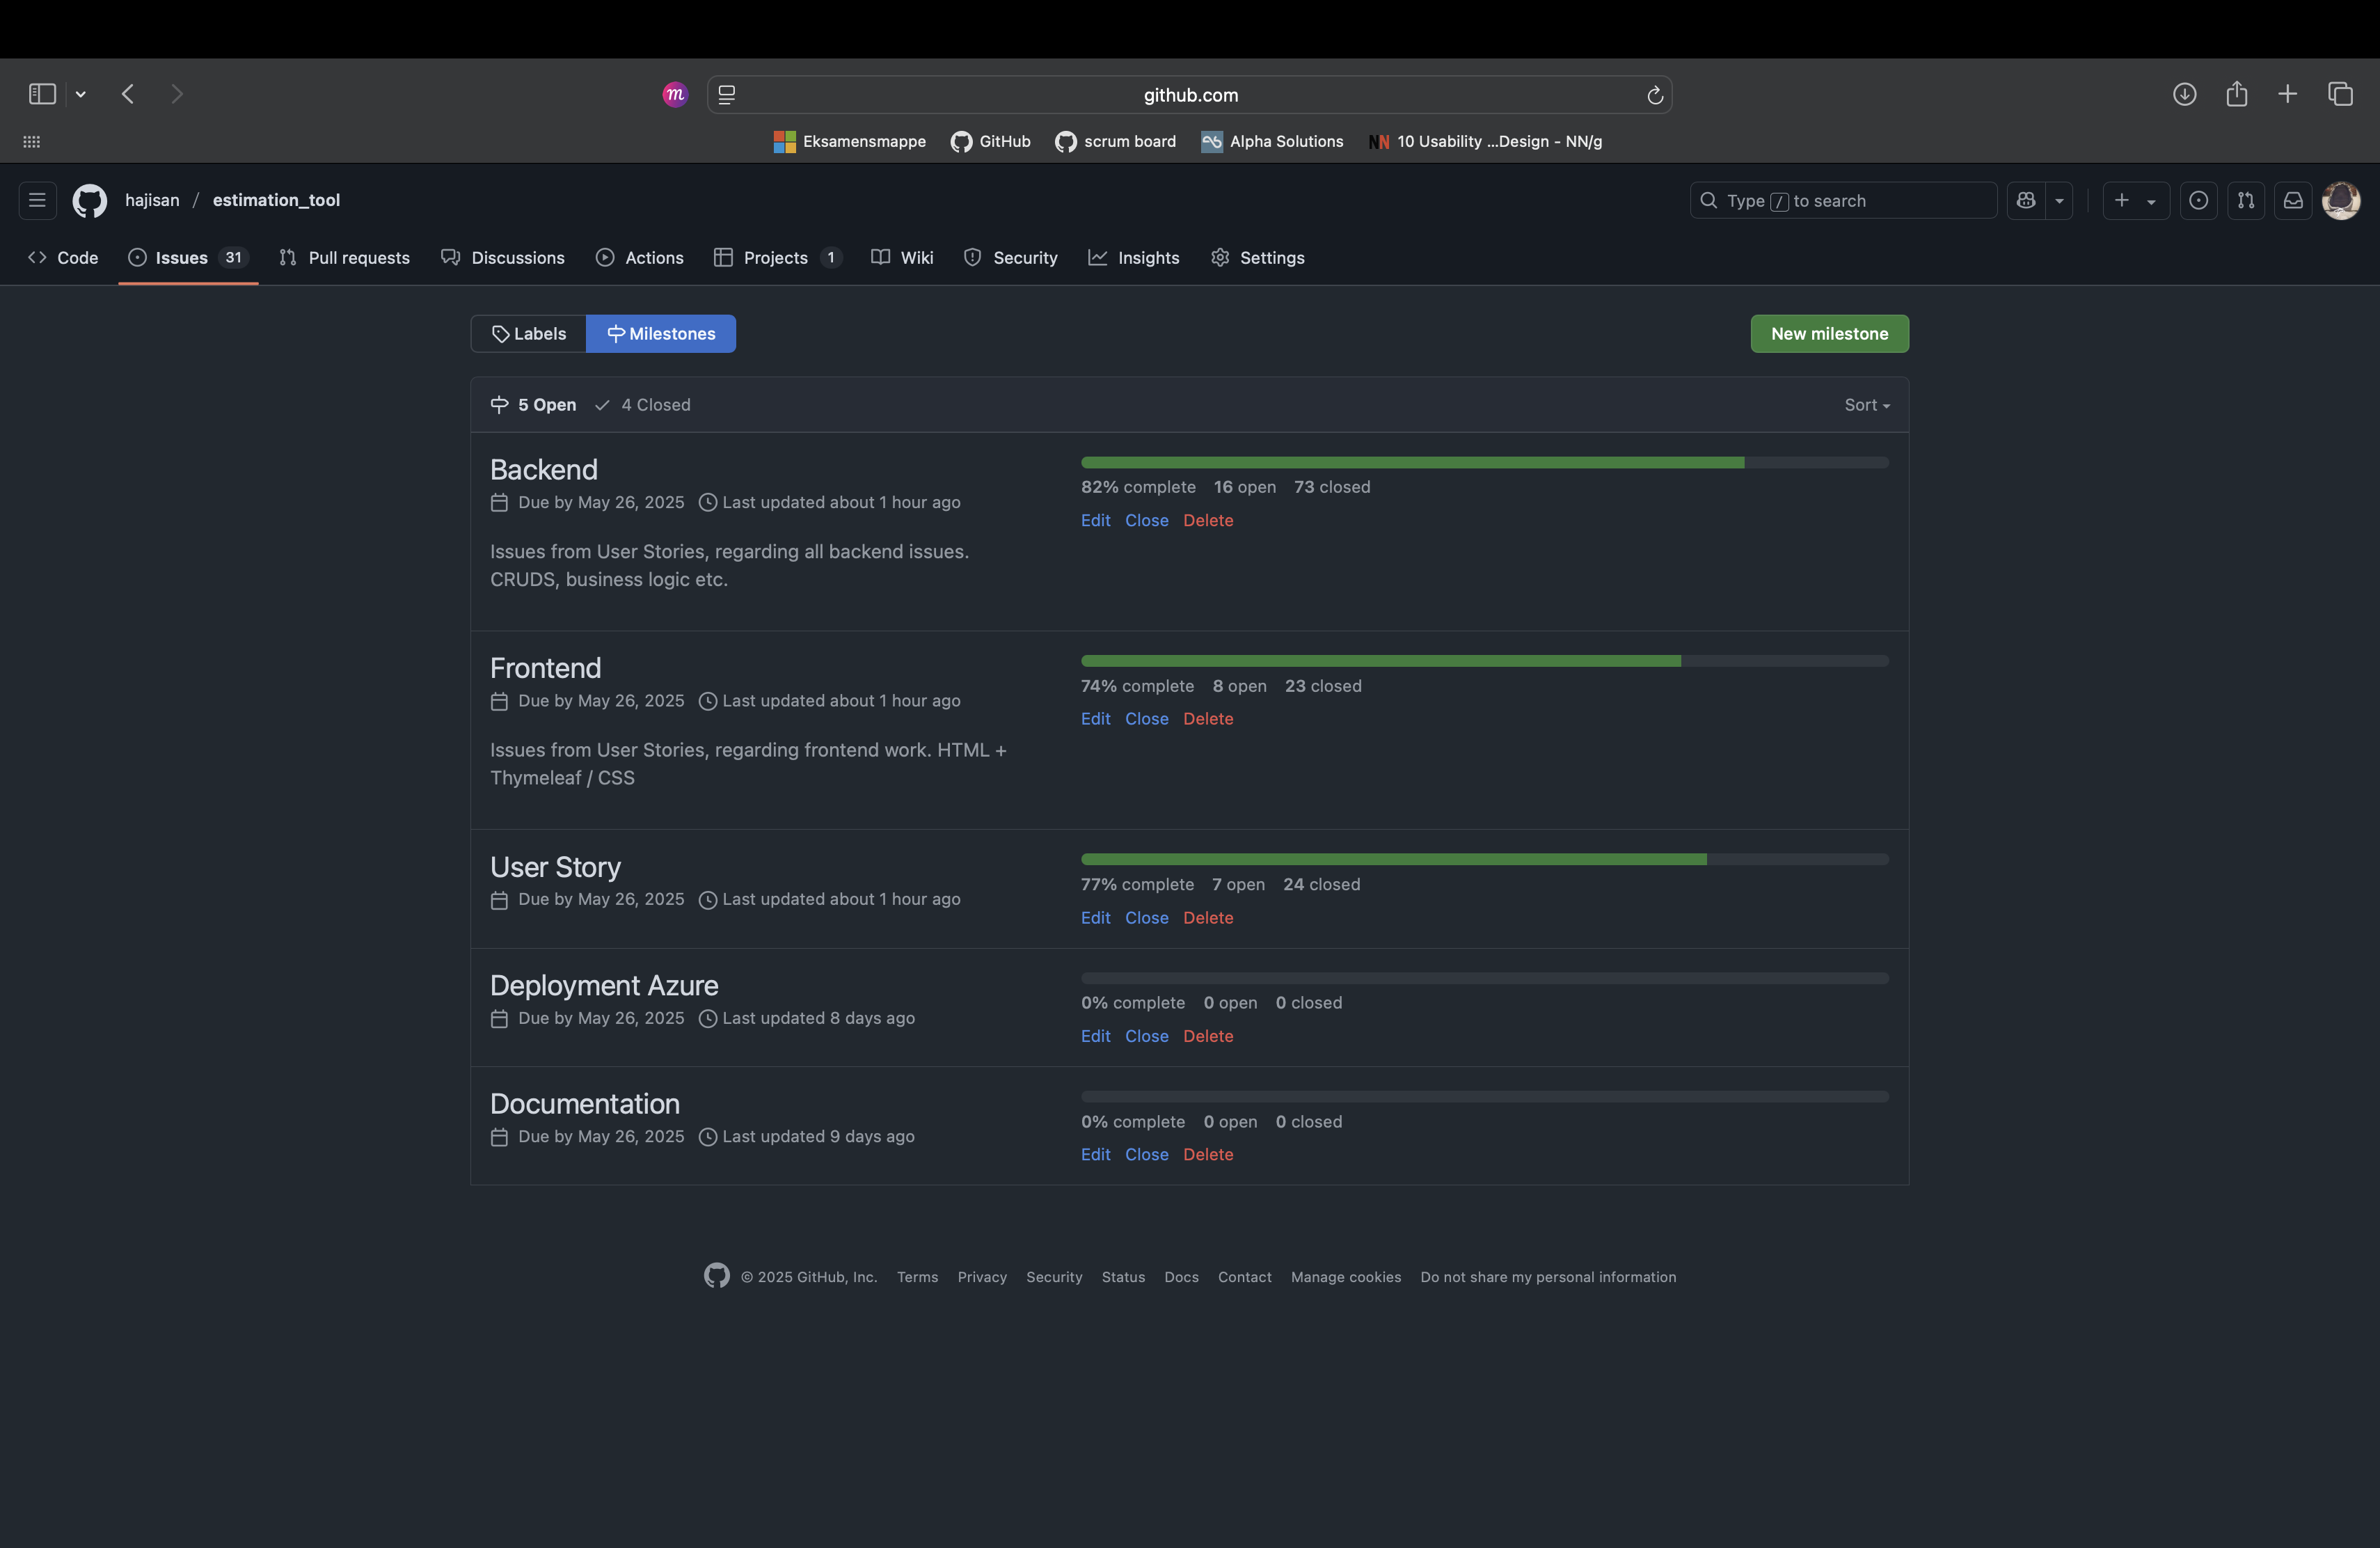 m
github.com
Eksamensmappe GitHub scrum board Alpha Solutions NN 10 Usability ...Design - NN/g
hajisan / estimation_tool
Type / to search
Code Issues 31 Pull requests Discussions Actions Projects 1 Wiki Security Insights Settings
Labels Milestones New milestone
5 Open 4 Closed Sort
Backend
Due by May 26, 2025 Last updated about 1 hour ago
Issues from User Stories, regarding all backend issues.
CRUDS, business logic etc.
82% complete 16 open 73 closed
Edit Close Delete
Frontend
Due by May 26, 2025 Last updated about 1 hour ago
Issues from User Stories, regarding frontend work. HTML +
Thymeleaf / CSS
74% complete 8 open 23 closed
Edit Close Delete
User Story
Due by May 26, 2025 Last updated about 1 hour ago
77% complete 7 open 24 closed
Edit Close Delete
Deployment Azure
Due by May 26, 2025 Last updated 8 days ago
0% complete 0 open 0 closed
Edit Close Delete
Documentation
Due by May 26, 2025 Last updated 9 days ago
0% complete 0 open 0 closed
Edit Close Delete
© 2025 GitHub, Inc. Terms Privacy Security Status Docs Contact Manage cookies Do not share my personal information